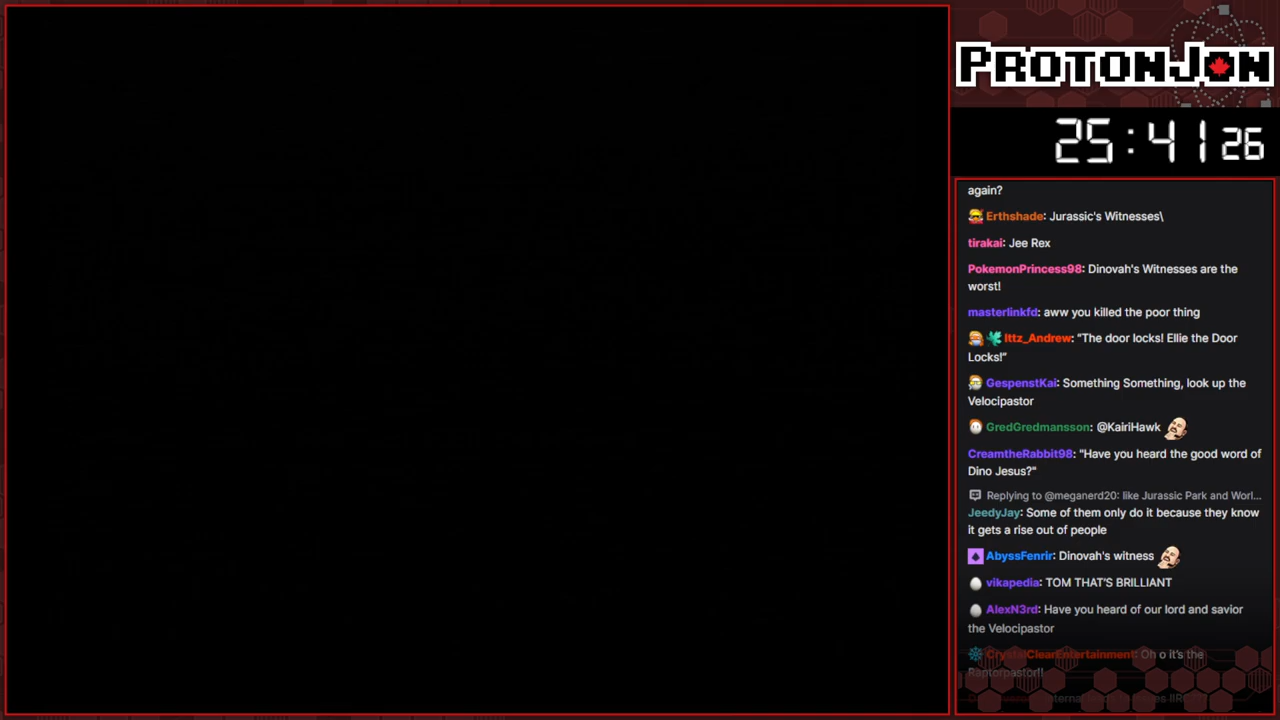 PROTONJON
25:41 26
again?
Erthshade: Jurassic's Witnesses\
tirakai: Jee Rex
PokemonPrincess98: Dinovah's Witnesses are the
worst!
masterlinkfd: aww you killed the poor thing
Ittz_Andrew: "The door locks! Ellie the Door
Locks!"
GespenstKai: Something Something, look up the
Velocipastor
GredGredmansson: @KairiHawk
CreamtheRabbit98: "Have you heard the good word of
Dino Jesus?"
Replying to @meganerd20: like Jurassic Park and Worl...
JeedyJay: Some of them only do it because they know
it gets a rise out of people
AbyssFenrir: Dinovah's witness
vikapedia: TOM THAT'S BRILLIANT
AlexN3rd: Have you heard of our lord and savior
the Velocipastor
CrystalClearEntertainment: Oh o it's the
Raptorpastor!!